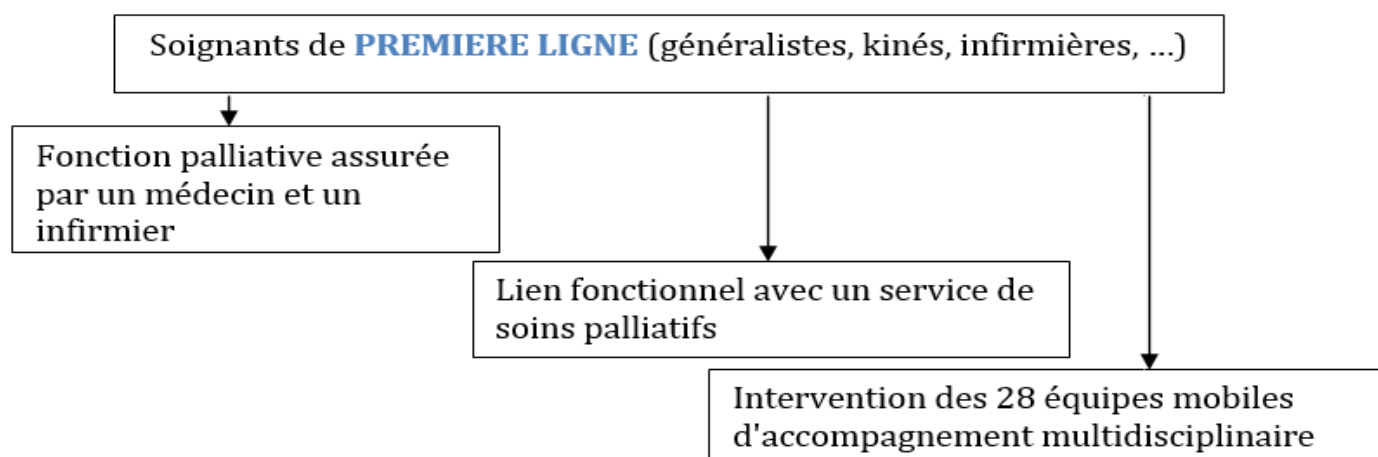 Soignants de PREMIERE LIGNE (généralistes, kinés, infirmières, ...)
Fonction palliative assurée
par un médecin et un
infirmier
Lien fonctionnel avec un service de
soins palliatifs
Intervention des 28 équipes mobiles
d'accompagnement multidisciplinaire